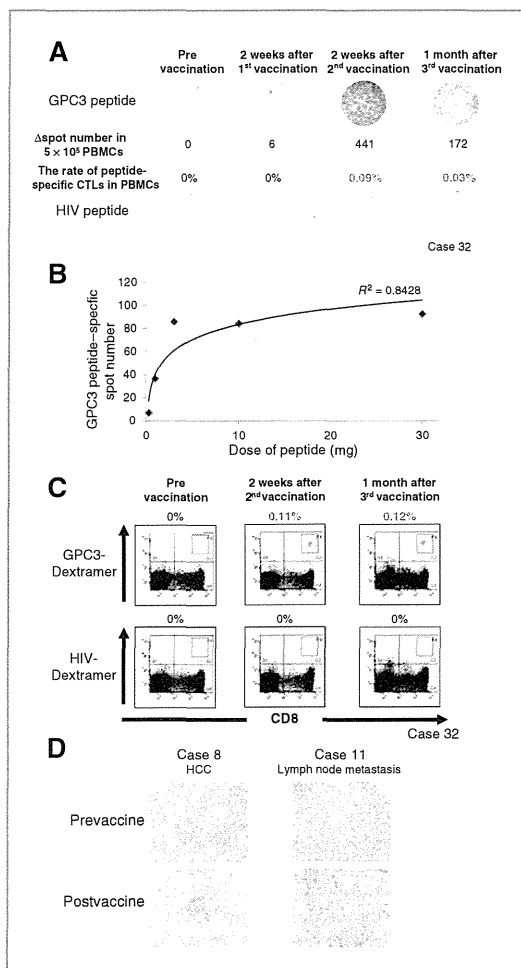 A
Pre vaccination
2 weeks after 1st vaccination
2 weeks after 2nd vaccination
1 month after 3rd vaccination
GPC3 peptide
Δspot number in 5 × 10⁵ PBMCs
0 6 441 172
The rate of peptide-specific CTLs in PBMCs
0% 0% 0.09% 0.03%
HIV peptide
Case 32
B
GPC3 peptide–specfic spot number
120
100
80
60
40
20
0
R² = 0.8428
0 10 20 30
Dose of peptide (mg)
C
Pre vaccination
2 weeks after 2nd vaccination
1 month after 3rd vaccination
0% 0.11% 0.12%
GPC3-Dextramer
0% 0% 0%
HIV-Dextramer
CD8
Case 32
D
Case 8
HCC
Case 11
Lymph node metastasis
Prevaccine
Postvaccine